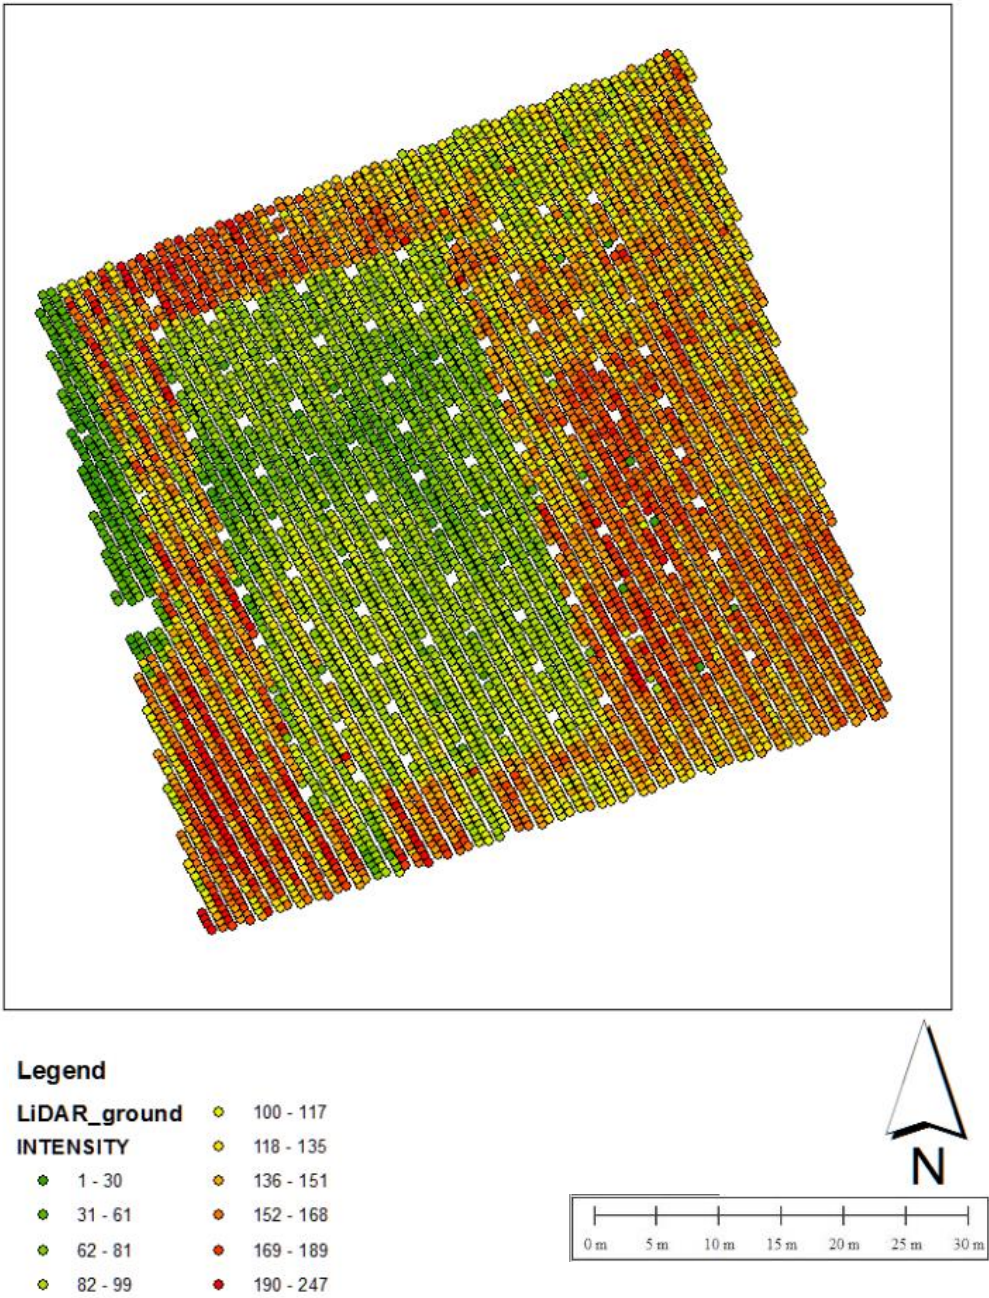 Legend
LiDAR_ground
INTENSITY
1 - 30
31 - 61
62 - 81
82 - 99
100 - 117
118 - 135
136 - 151
152 - 168
169 - 189
190 - 247
N
0 m 5 m 10 m 15 m 20 m 25 m 30 m